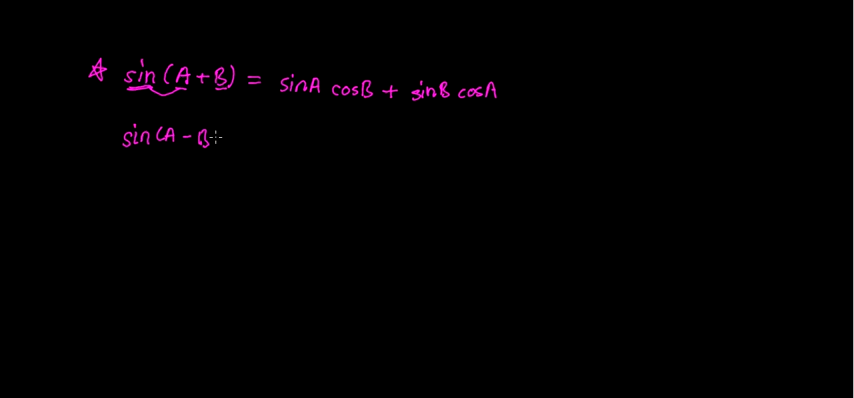 ☆ sin(A+B) = sinA cosB + sinB cosA
sin(A-B